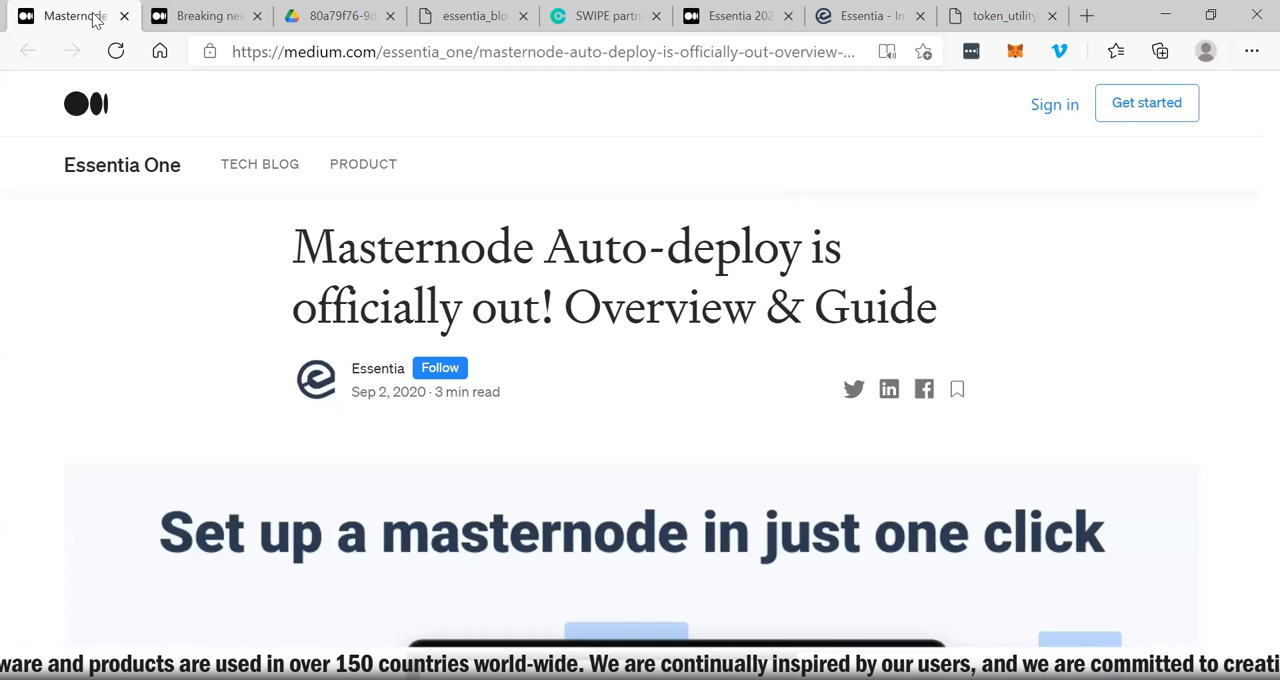 Masternode
Breaking ne
80a79f76-9d
essentia_blo
SWIPE partn
Essentia 202
Essentia - In
token_utility
https://medium.com/essentia_one/masternode-auto-deploy-is-officially-out-overview-...
Sign in
Get started
Essentia One
TECH BLOG
PRODUCT
Masternode Auto-deploy is
officially out! Overview & Guide
Essentia
Follow
Sep 2, 2020 · 3 min read
Set up a masternode in just one click
ware and products are used in over 150 countries world-wide. We are continually inspired by our users, and we are committed to creati